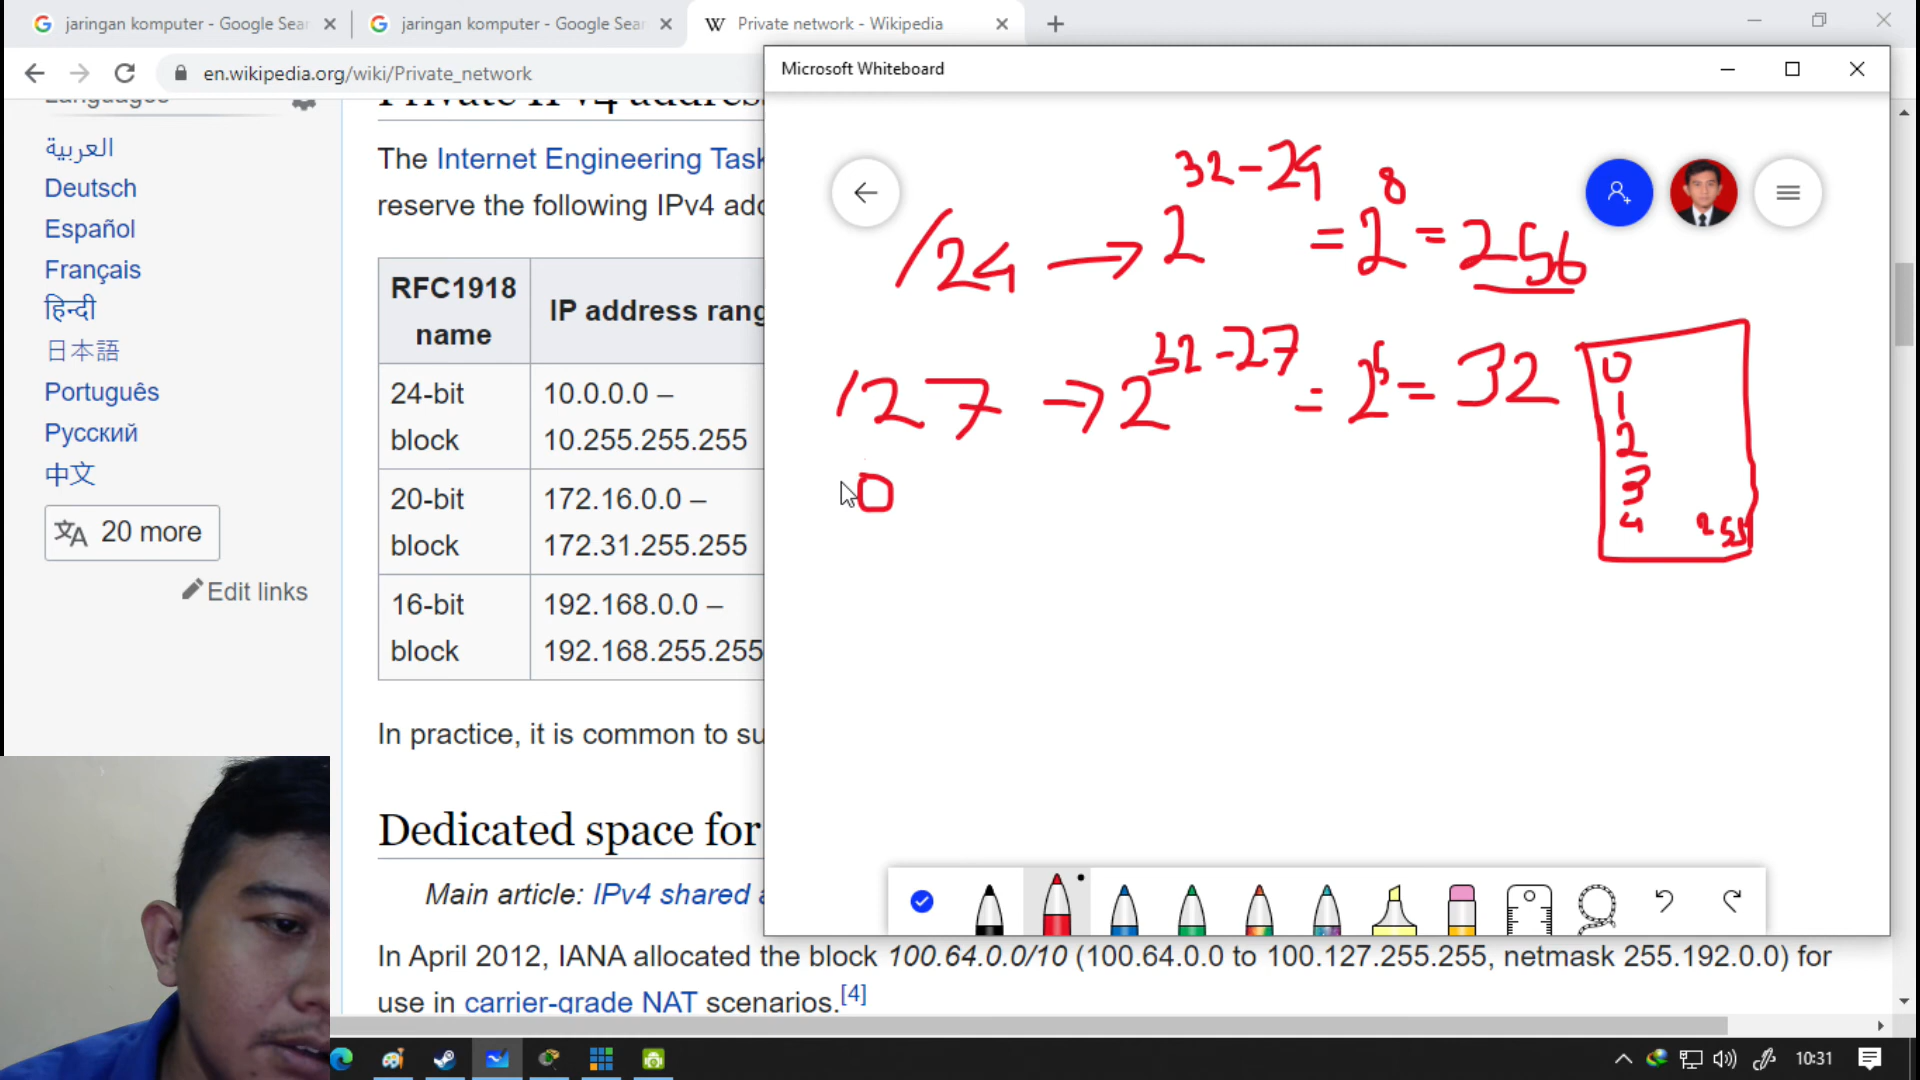 jaringan komputer - Google Sear
jaringan komputer - Google Sear
Private network - Wikipedia
en.wikipedia.org/wiki/Private_network
Microsoft Whiteboard
Languages
العربية
Deutsch
Español
Français
हिन्दी
日本語
Português
Русский
中文
20 more
Edit links
Private IPv4 addres
The Internet Engineering Task
reserve the following IPv4 add
RFC1918 name
IP address rang
24-bit block
10.0.0.0 – 10.255.255.255
20-bit block
172.16.0.0 – 172.31.255.255
16-bit block
192.168.0.0 – 192.168.255.255
In practice, it is common to su
Dedicated space for
Main article: IPv4 shared a
In April 2012, IANA allocated the block 100.64.0.0/10 (100.64.0.0 to 100.127.255.255, netmask 255.192.0.0) for
use in carrier-grade NAT scenarios.[4]
/24 → 2^32-24 = 2^8 = 256
/27 → 2^32-27 = 2^5 = 32
0
0
1
2
3
4 255
10:31